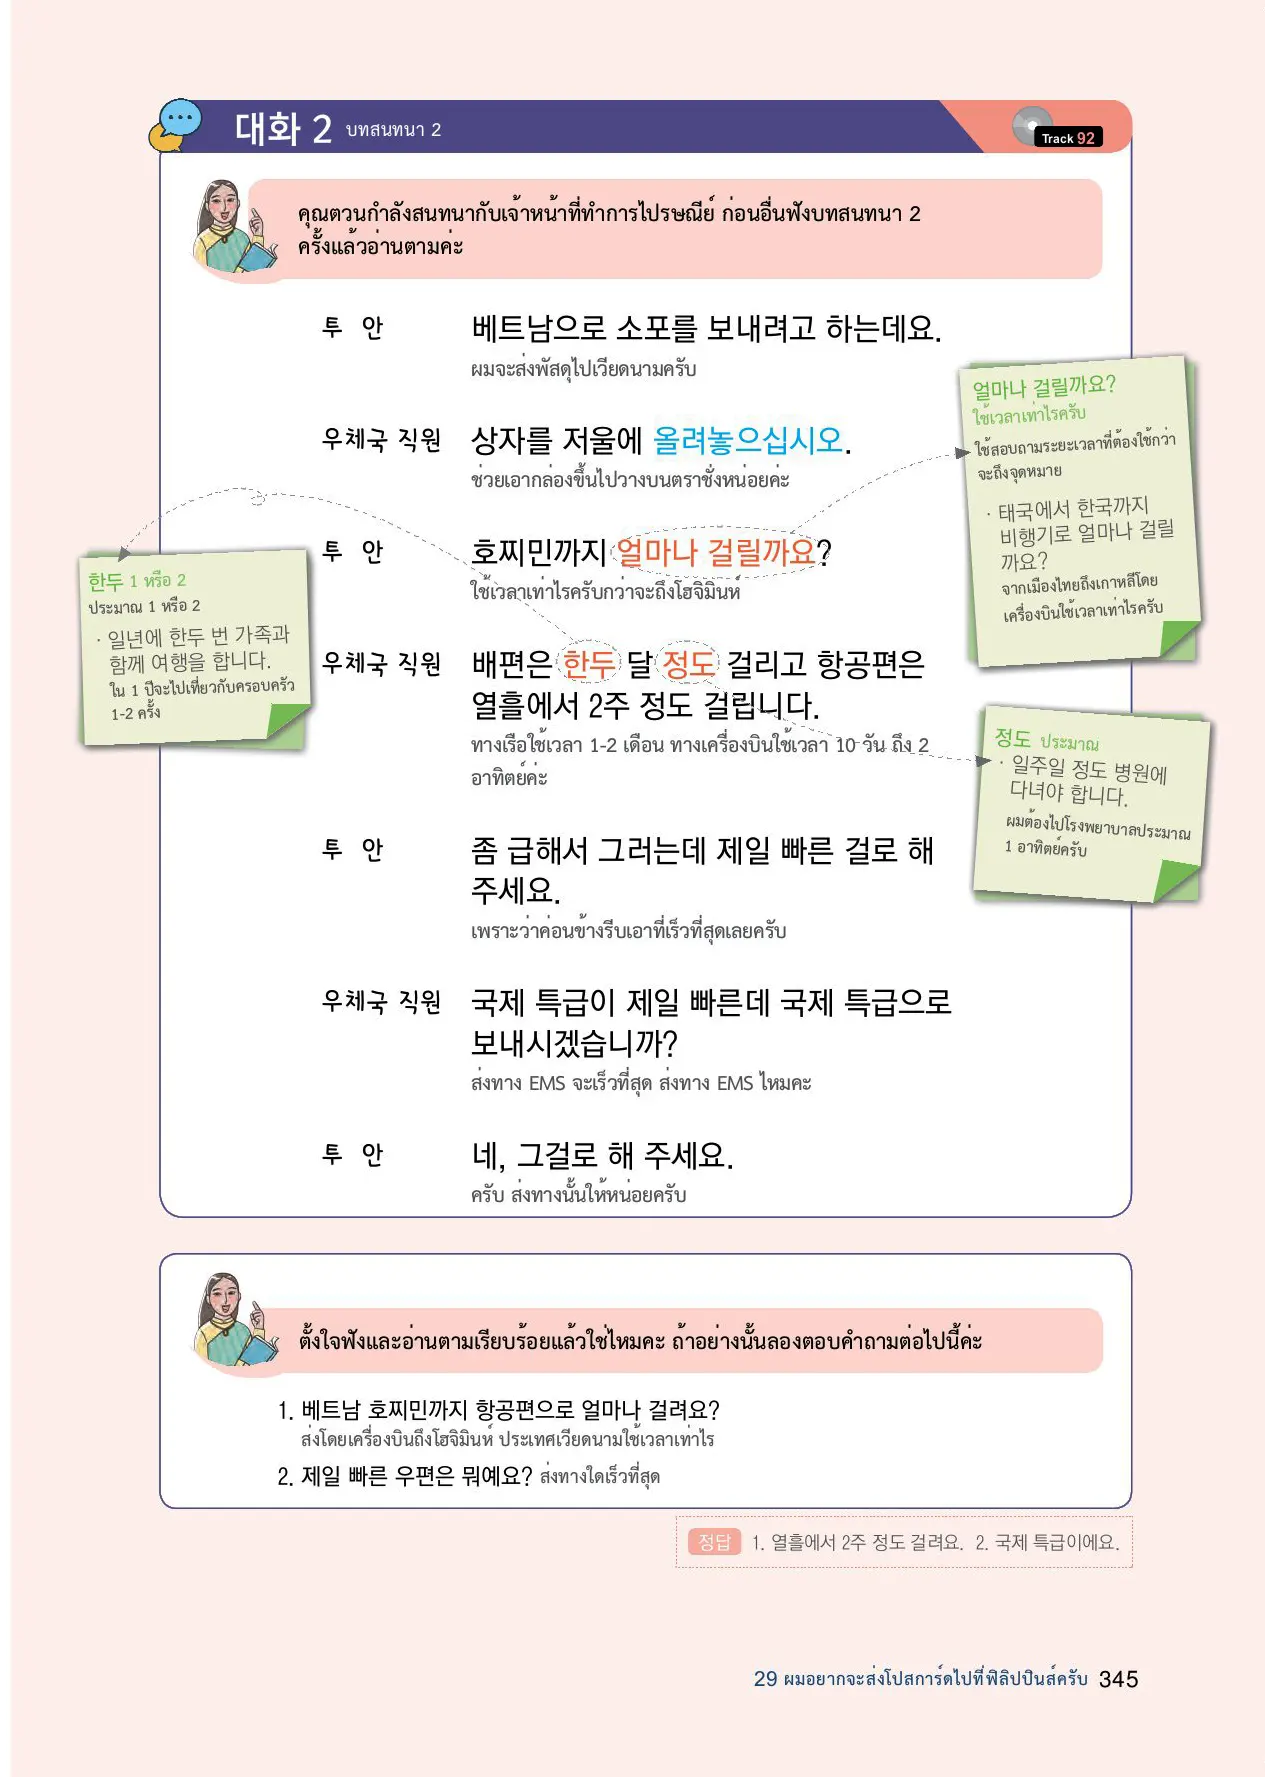 대화 2 บทสนทนา 2
Track 92
คุณตวนกำลังสนทนากับเจ้าหน้าที่ทำการไปรษณีย์ ก่อนอื่นฟังบทสนทนา 2
ครั้งแล้วอ่านตามค่ะ
투 안 베트남으로 소포를 보내려고 하는데요.
ผมจะส่งพัสดุไปเวียดนามครับ
우체국 직원 상자를 저울에 올려놓으십시오.
ช่วยเอากล่องขึ้นไปวางบนตราชั่งหน่อยค่ะ
투 안 호찌민까지 얼마나 걸릴까요?
ใช้เวลาเท่าไรครับกว่าจะถึงโฮจิมินห์
우체국 직원 배편은 한두 달 정도 걸리고 항공편은
열흘에서 2주 정도 걸립니다.
ทางเรือใช้เวลา 1-2 เดือน ทางเครื่องบินใช้เวลา 10 วัน ถึง 2
อาทิตย์ค่ะ
투 안 좀 급해서 그러는데 제일 빠른 걸로 해
주세요.
เพราะว่าค่อนข้างรีบเอาที่เร็วที่สุดเลยครับ
우체국 직원 국제 특급이 제일 빠른데 국제 특급으로
보내시겠습니까?
ส่งทาง EMS จะเร็วที่สุด ส่งทาง EMS ไหมคะ
투 안 네, 그걸로 해 주세요.
ครับ ส่งทางนั้นให้หน่อยครับ
얼마나 걸릴까요?
ใช้เวลาเท่าไรครับ
ใช้สอบถามระยะเวลาที่ต้องใช้กว่า
จะถึงจุดหมาย
· 태국에서 한국까지
비행기로 얼마나 걸릴
까요?
จากเมืองไทยถึงเกาหลีโดย
เครื่องบินใช้เวลาเท่าไรครับ
한두 1 หรือ 2
ประมาณ 1 หรือ 2
· 일년에 한두 번 가족과
함께 여행을 합니다.
ใน 1 ปีจะไปเที่ยวกับครอบครัว
1-2 ครั้ง
정도 ประมาณ
· 일주일 정도 병원에
다녀야 합니다.
ผมต้องไปโรงพยาบาลประมาณ
1 อาทิตย์ครับ
ตั้งใจฟังและอ่านตามเรียบร้อยแล้วใช่ไหมคะ ถ้าอย่างนั้นลองตอบคำถามต่อไปนี้ค่ะ
1. 베트남 호찌민까지 항공편으로 얼마나 걸려요?
ส่งโดยเครื่องบินถึงโฮจิมินห์ ประเทศเวียดนามใช้เวลาเท่าไร
2. 제일 빠른 우편은 뭐예요? ส่งทางใดเร็วที่สุด
정답 1. 열흘에서 2주 정도 걸려요. 2. 국제 특급이에요.
29 ผมอยากจะส่งโปสการ์ดไปที่ฟิลิปปินส์ครับ 345